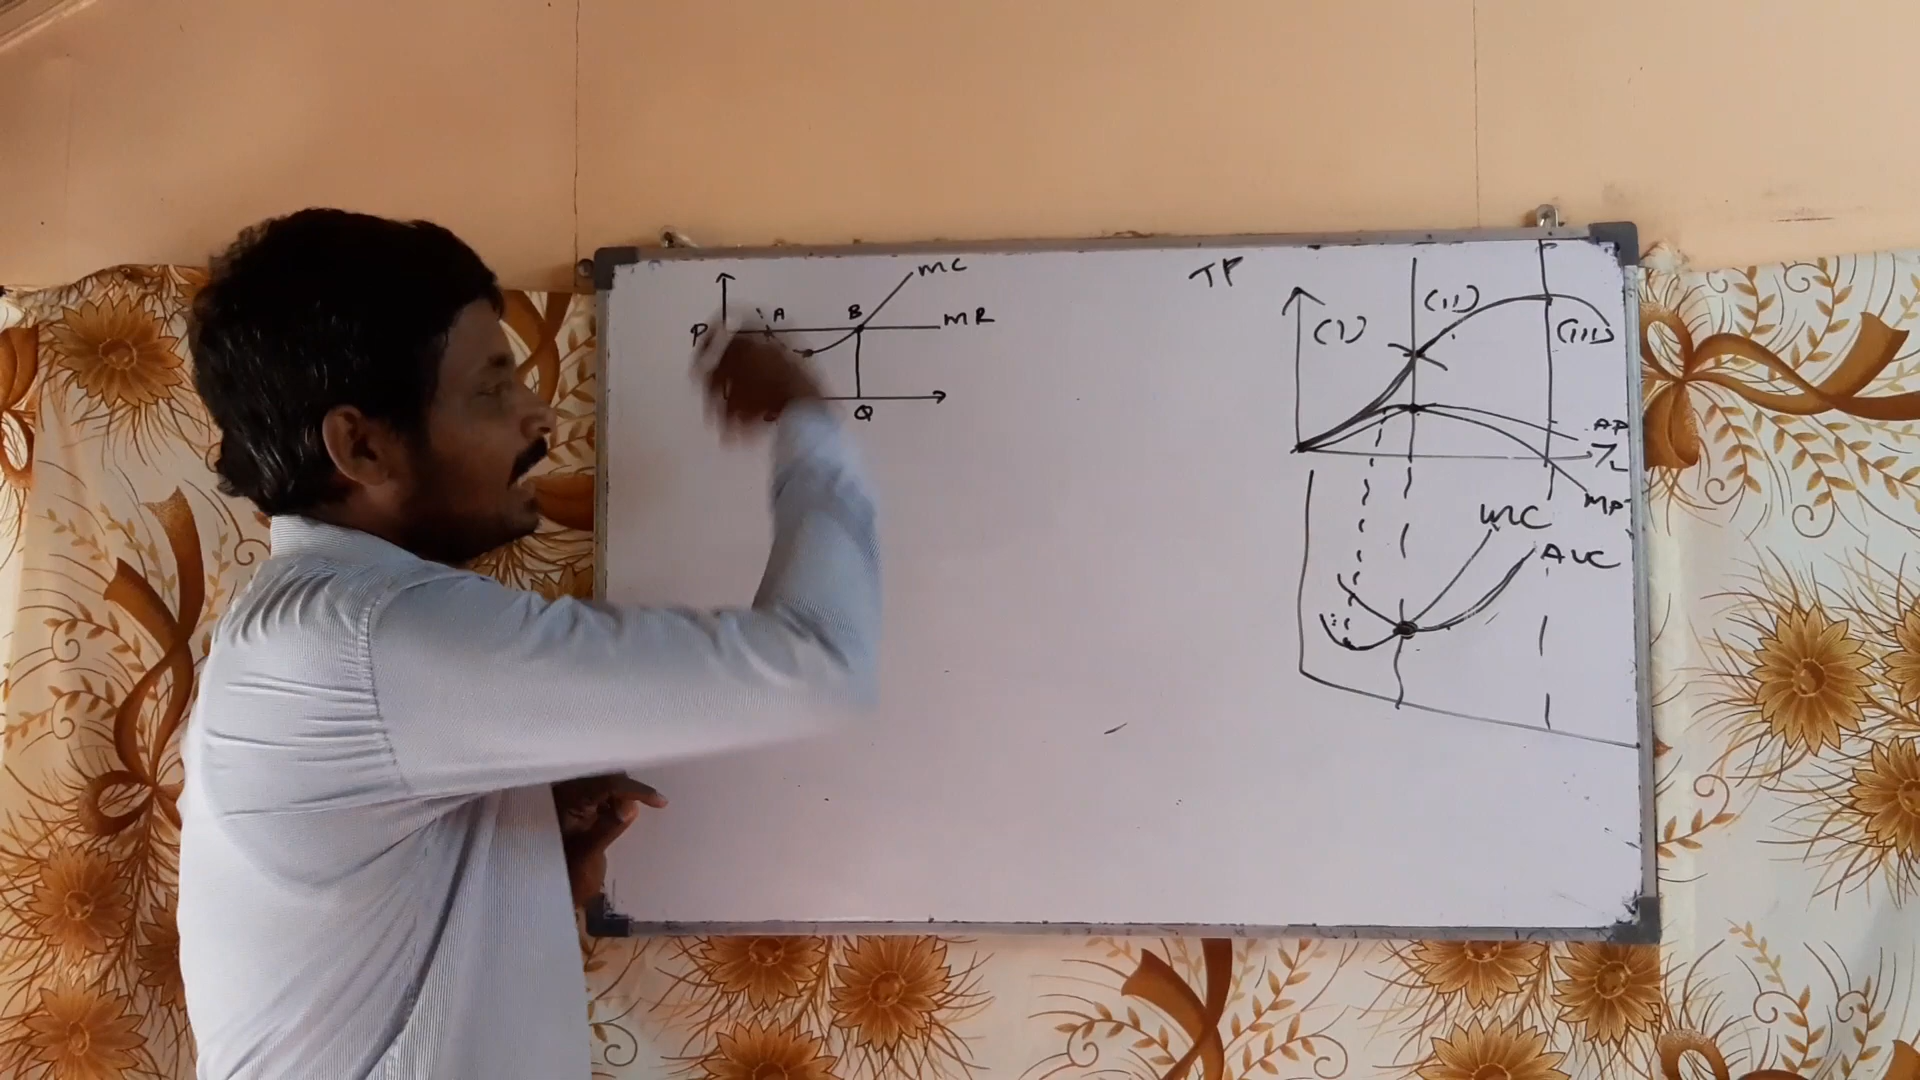 MC
P A B MR
Q
TP
(I) (II) (III)
AP
L
MP
MC
AVC